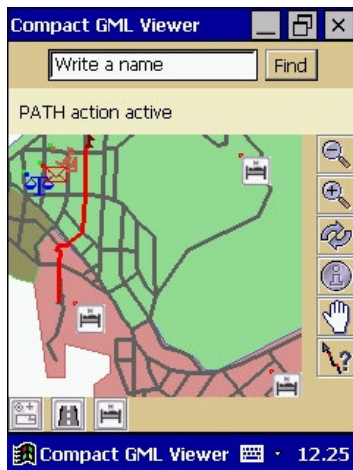 Compact GML Viewer
Write a name
Find
PATH action active
Compact GML Viewer
12.25